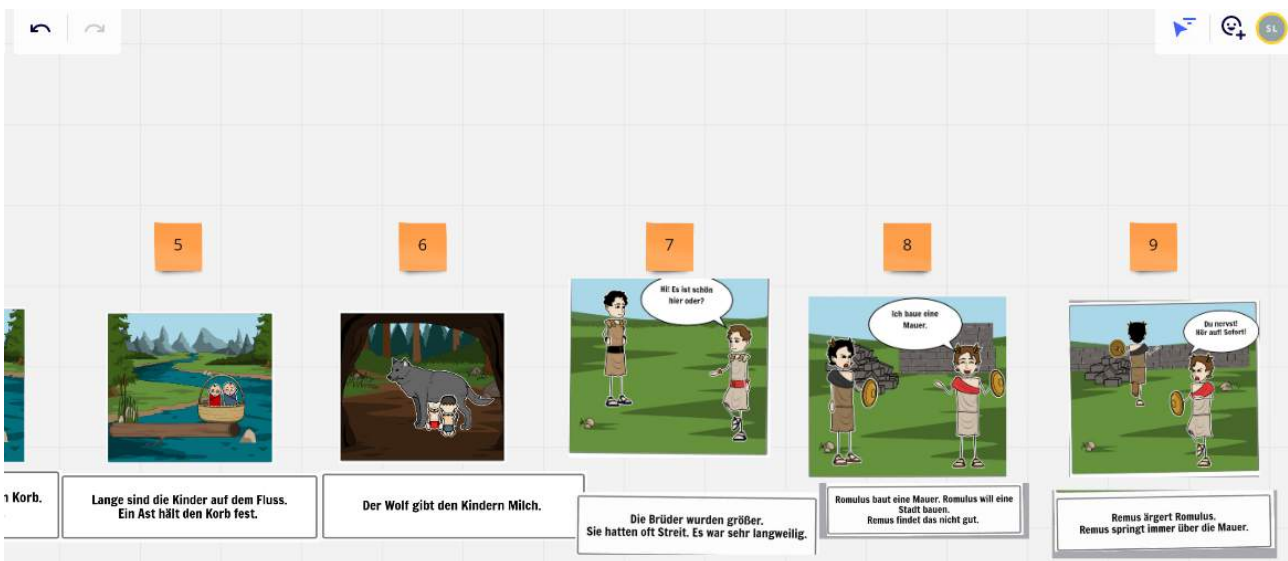 SL
5
6
7
8
9
Hi! Es ist schön
hier oder?
Ich baue eine
Mauer.
Du nervst!
Hör auf! Sofort!
Korb.
Lange sind die Kinder auf dem Fluss.
Ein Ast hält den Korb fest.
Der Wolf gibt den Kindern Milch.
Die Brüder wurden größer.
Sie hatten oft Streit. Es war sehr langweilig.
Romulus baut eine Mauer. Romulus will eine
Stadt bauen.
Remus findet das nicht gut.
Remus ärgert Romulus.
Remus springt immer über die Mauer.